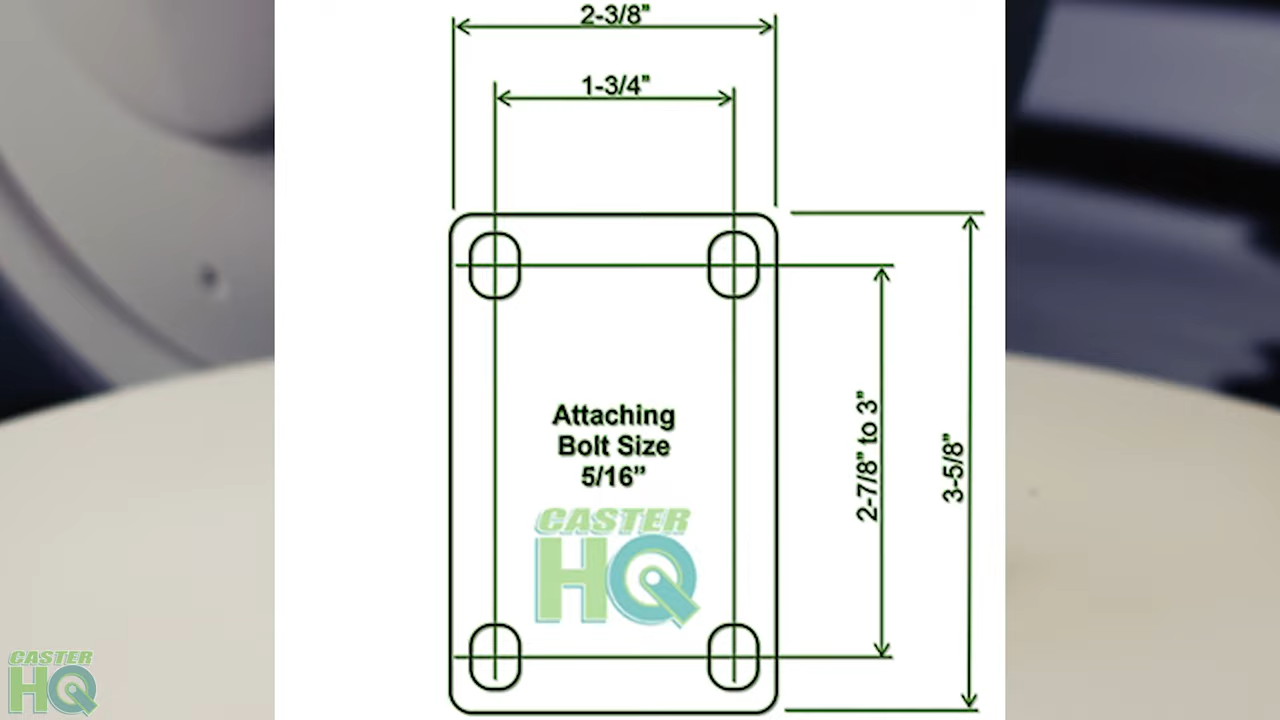 2-3/8”
1-3/4”
Attaching
Bolt Size
5/16”
2-7/8” to 3”
3-5/8”
CASTER
HQ
CASTER
HQ